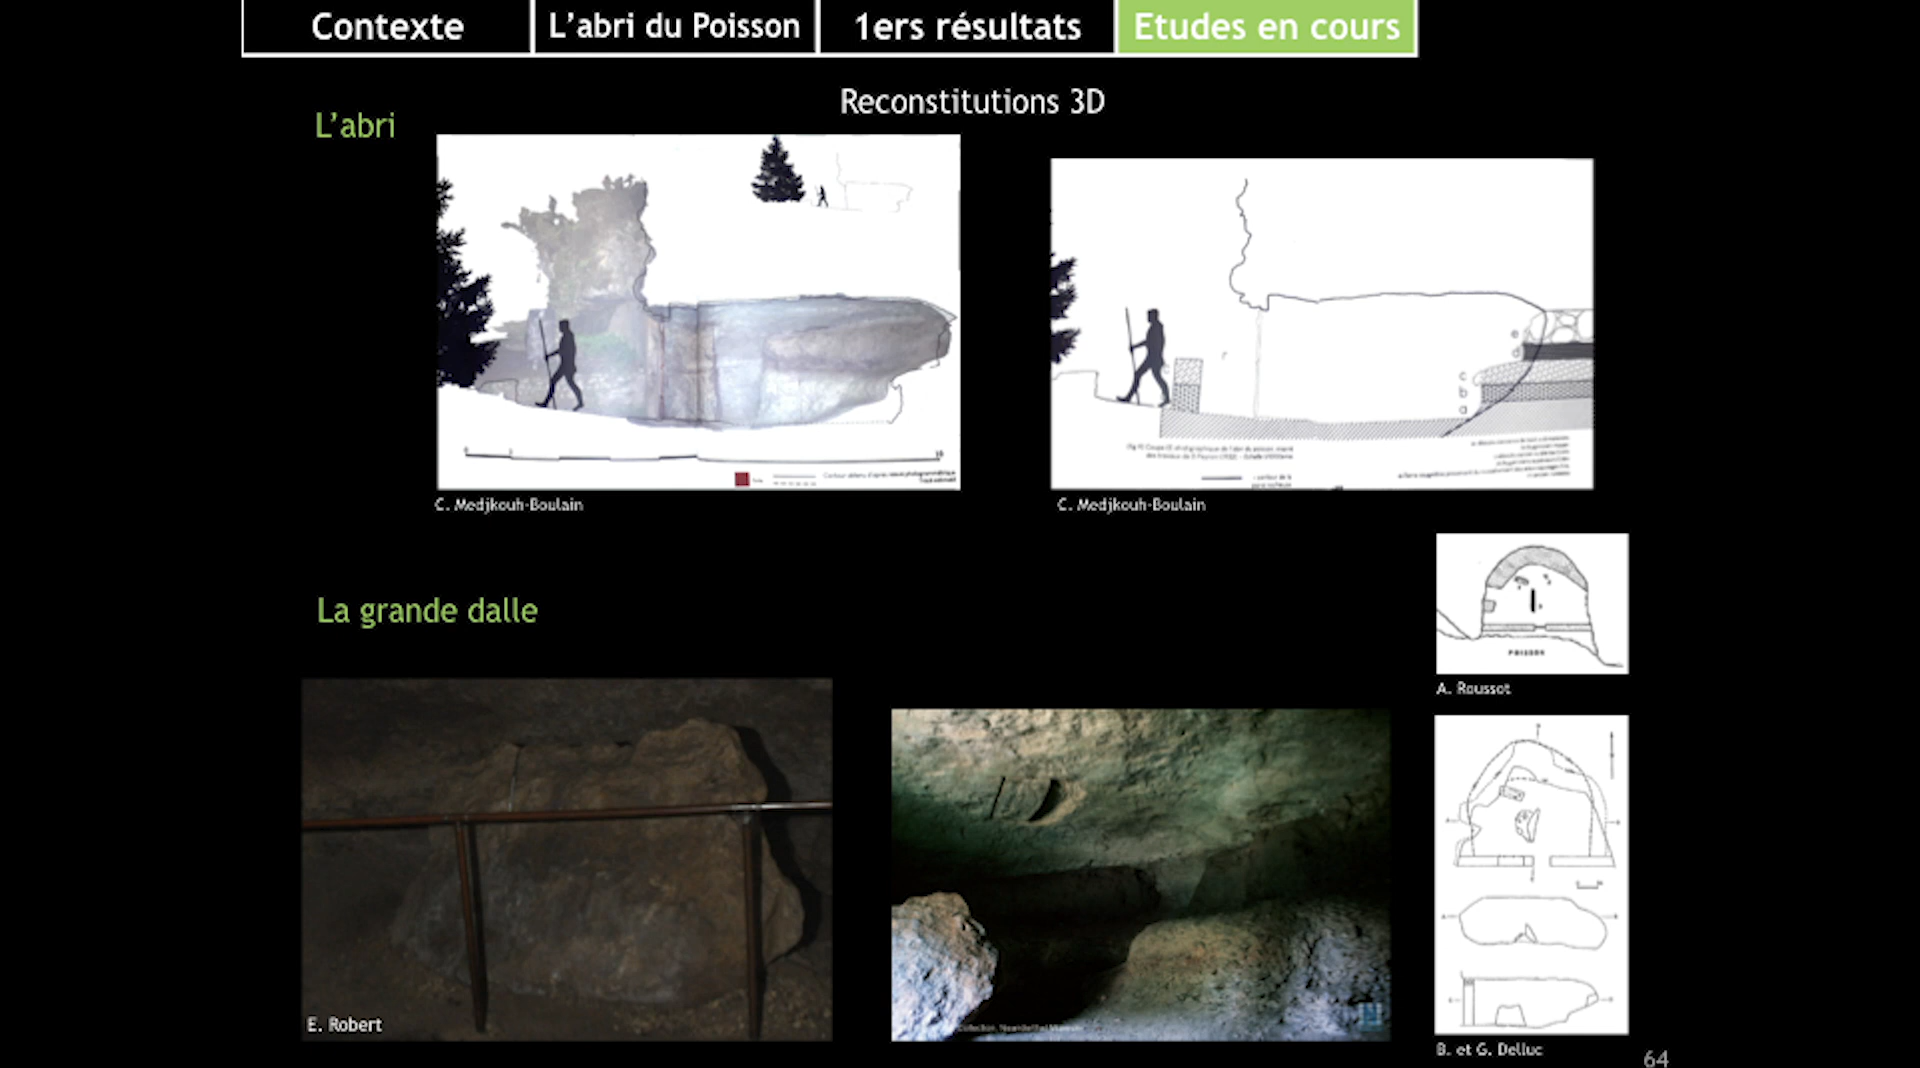 Contexte
L'abri du Poisson
1ers résultats
Etudes en cours
Reconstitutions 3D
L'abri
C. Medjkouh-Boulain
C. Medjkouh-Boulain
e
d
c
b
a
La grande dalle
POISSON
A. Roussot
E. Robert
B. et G. Delluc
64